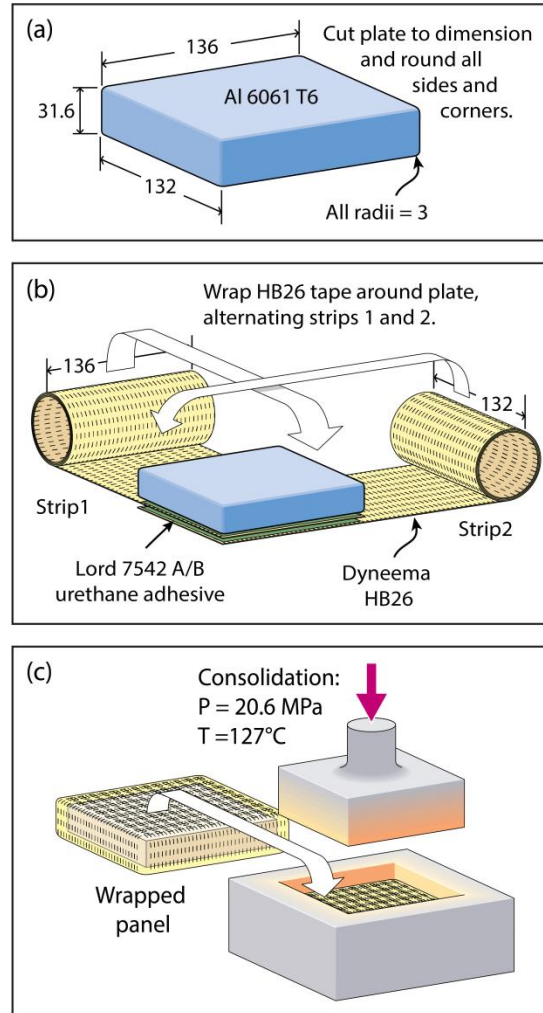 (a)
136
Cut plate to dimension
and round all
sides and
corners.
Al 6061 T6
31.6
132
All radii = 3
(b)
Wrap HB26 tape around plate,
alternating strips 1 and 2.
136
132
Strip1
Strip2
Lord 7542 A/B
urethane adhesive
Dyneema
HB26
(c)
Consolidation:
P = 20.6 MPa
T =127°C
Wrapped
panel